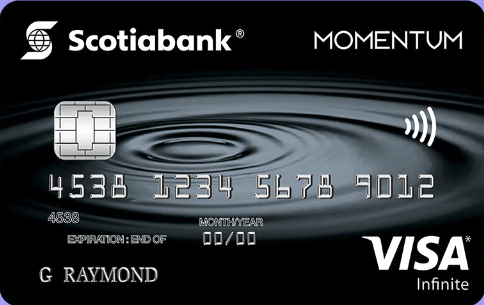 Scotiabank® MOMENTUM
4538 1234 5678 9012
4538
MONTH/YEAR
EXPIRATION : END OF 00/00
G RAYMOND
VISA*
Infinite